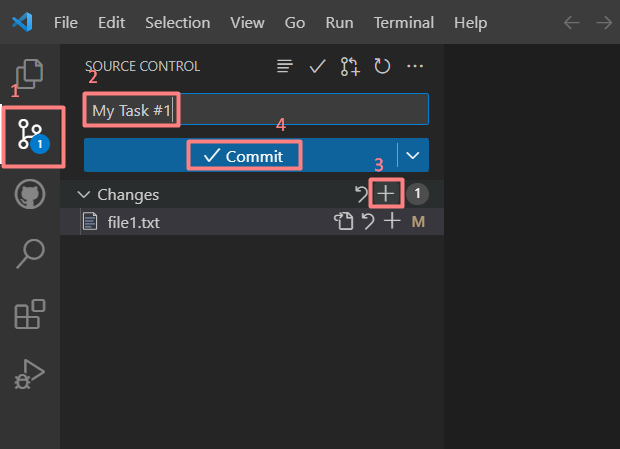 File Edit Selection View Go Run Terminal Help
SOURCE CONTROL
1
2
My Task #1
1
4
Commit
3
Changes 1
file1.txt M